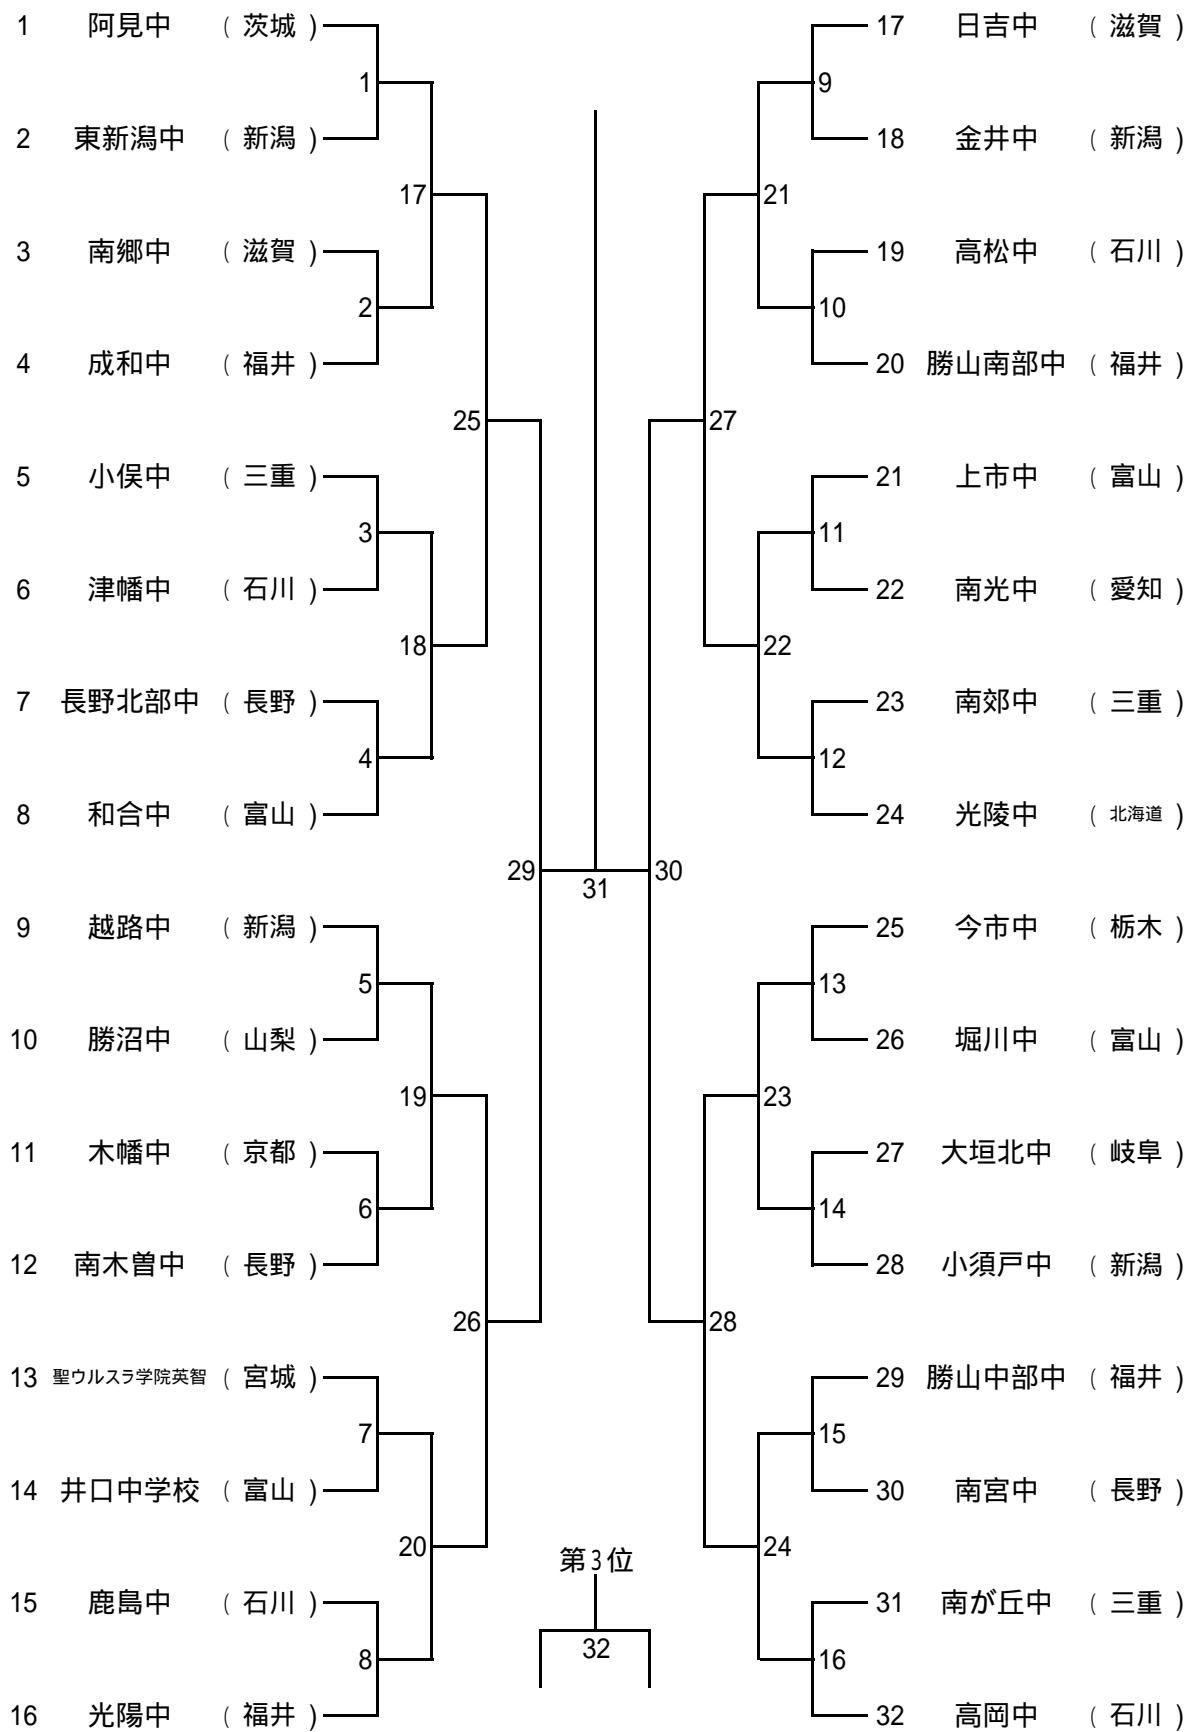 1 阿見中 ( 茨城 )
1
2 東新潟中 ( 新潟 )
17
3 南郷中 ( 滋賀 )
2
4 成和中 ( 福井 )
25
5 小俣中 ( 三重 )
3
6 津幡中 ( 石川 )
18
7 長野北部中 ( 長野 )
4
8 和合中 ( 富山 )
29
9 越路中 ( 新潟 )
5
10 勝沼中 ( 山梨 )
19
11 木幡中 ( 京都 )
6
12 南木曽中 ( 長野 )
26
13 聖ウルスラ学院英智 ( 宮城 )
7
14 井口中学校 ( 富山 )
20
15 鹿島中 ( 石川 )
8
16 光陽中 ( 福井 )
31
第3位
32
17 日吉中 ( 滋賀 )
9
18 金井中 ( 新潟 )
21
19 高松中 ( 石川 )
10
20 勝山南部中 ( 福井 )
27
21 上市中 ( 富山 )
11
22 南光中 ( 愛知 )
22
23 南郊中 ( 三重 )
12
24 光陵中 ( 北海道 )
30
25 今市中 ( 栃木 )
13
26 堀川中 ( 富山 )
23
27 大垣北中 ( 岐阜 )
14
28 小須戸中 ( 新潟 )
28
29 勝山中部中 ( 福井 )
15
30 南宮中 ( 長野 )
24
31 南が丘中 ( 三重 )
16
32 高岡中 ( 石川 )